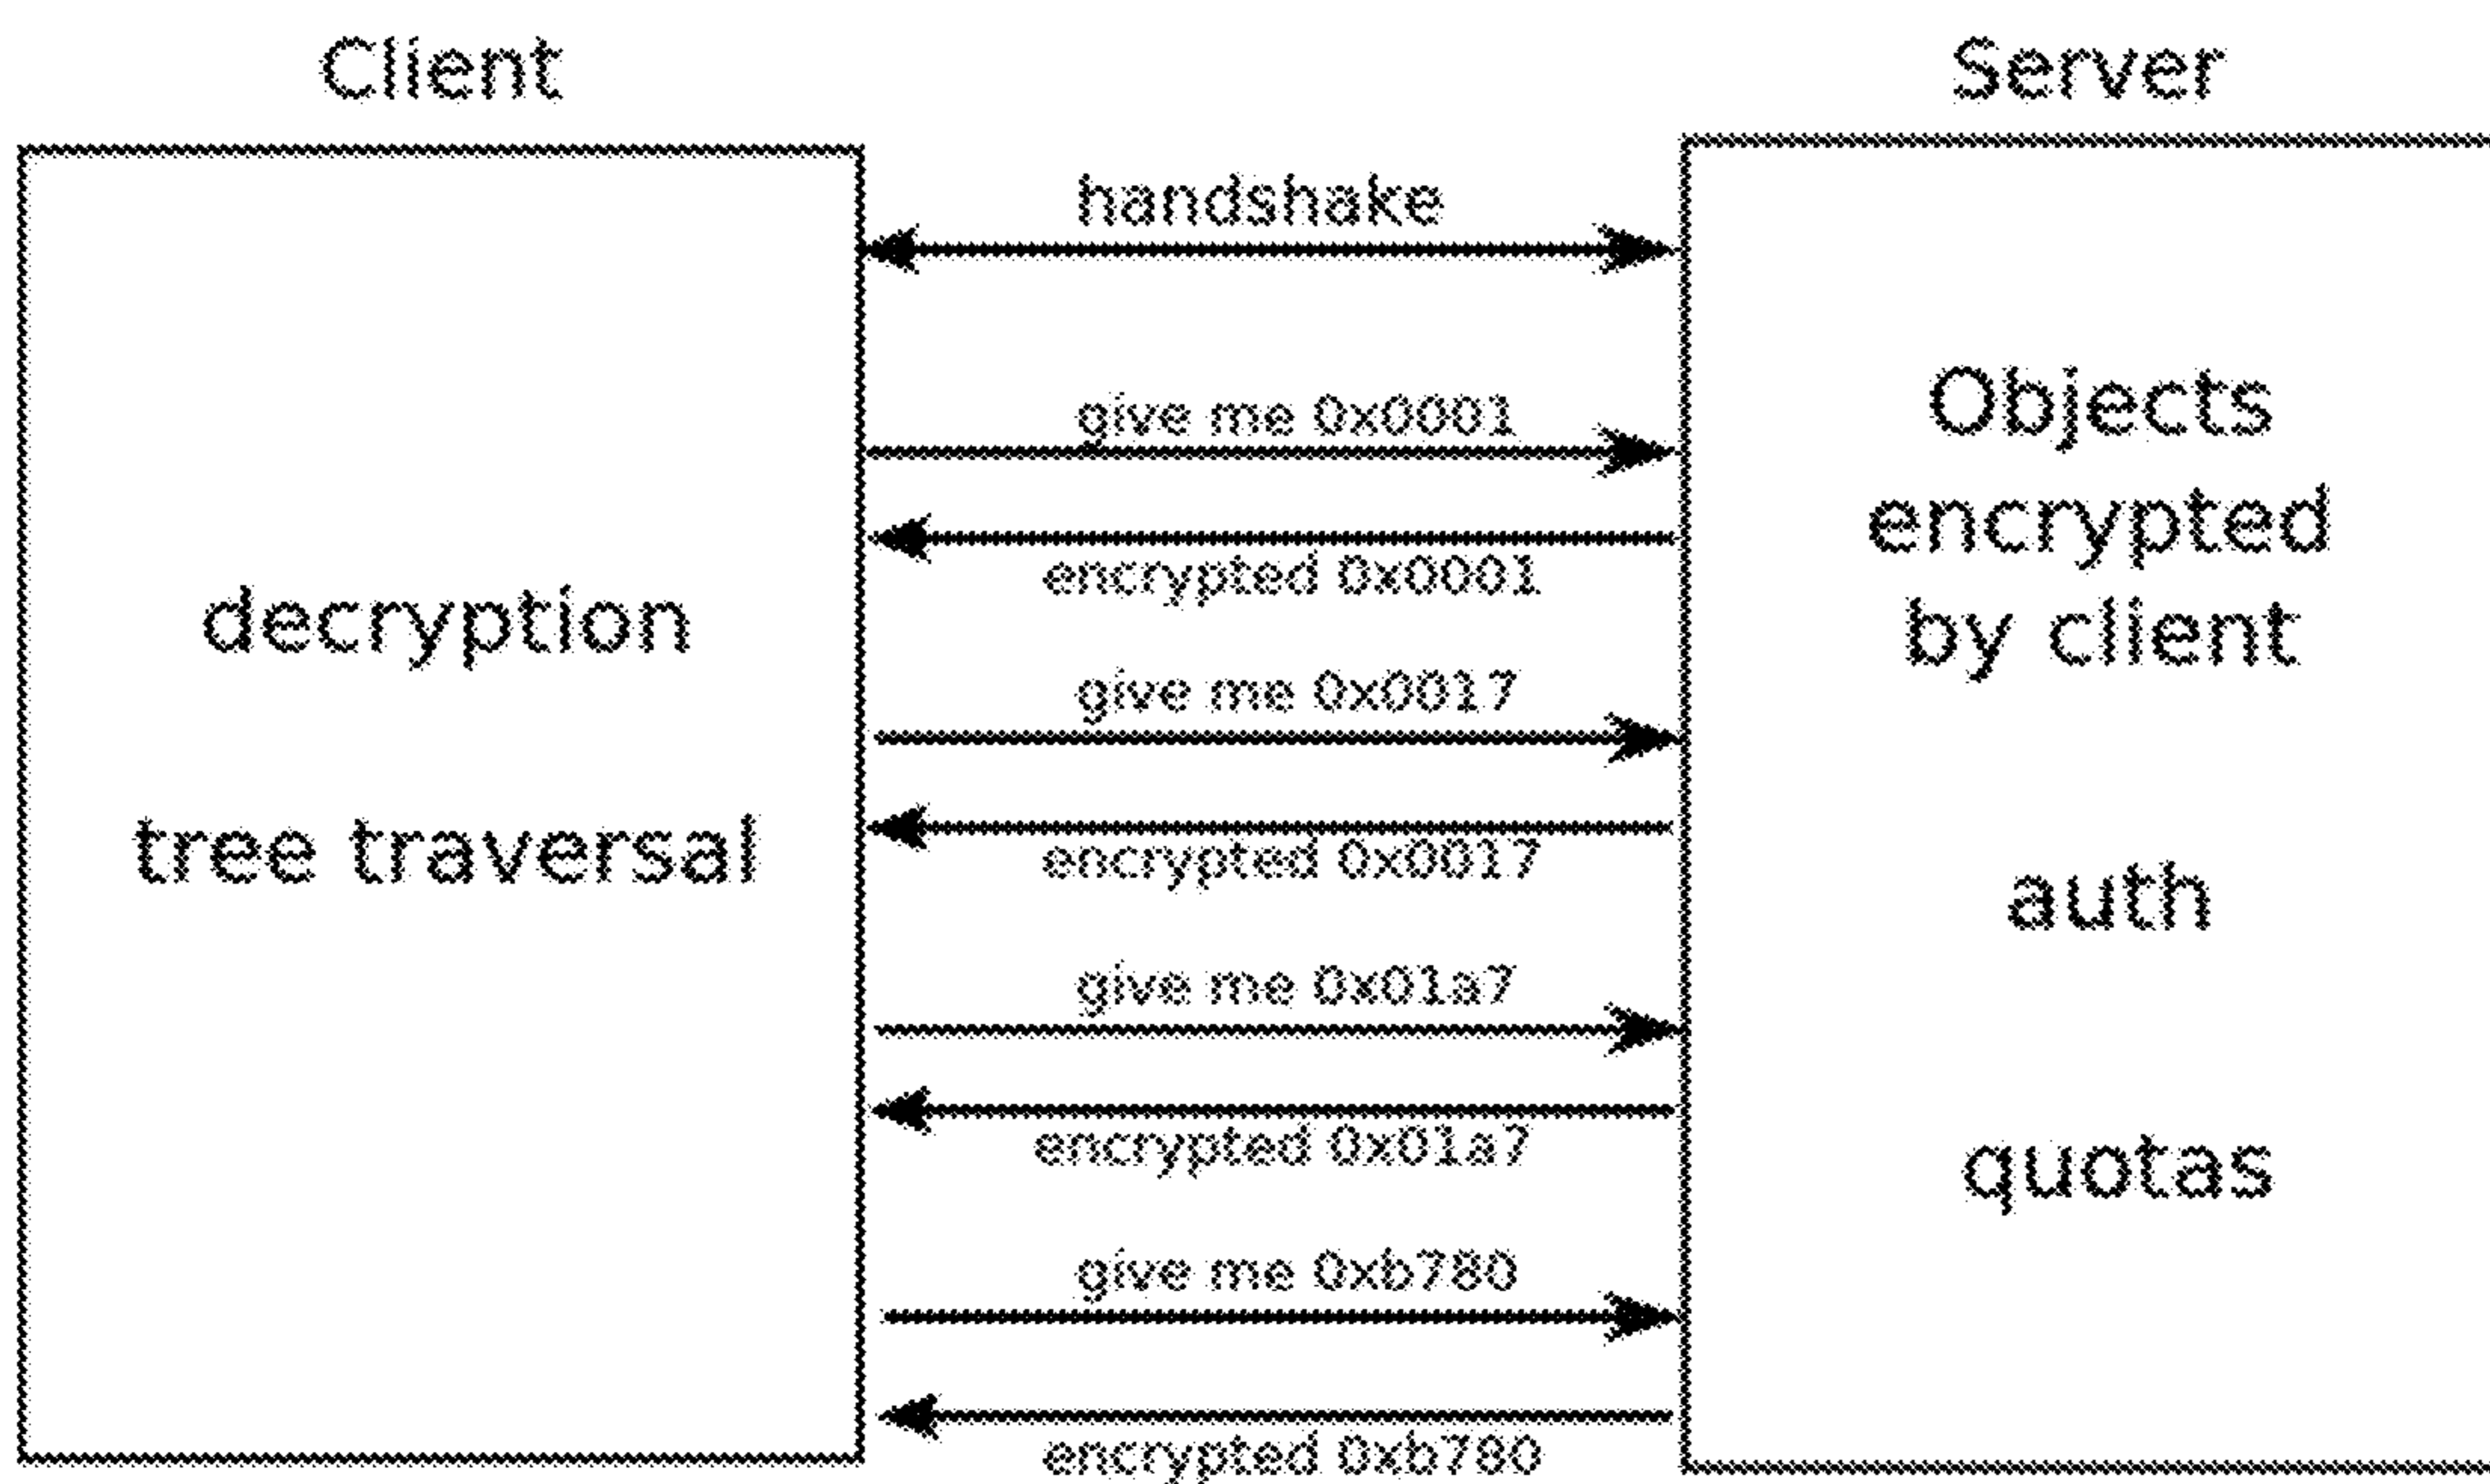 Client
Server
handshake
give me 0x0001
encrypted 0x0001
give me 0x0017
encrypted 0x0017
give me 0x01a7
encrypted 0x01a7
give me 0xb780
encrypted 0xb780
decryption
tree traversal
Objects
encrypted
by client
auth
quotas